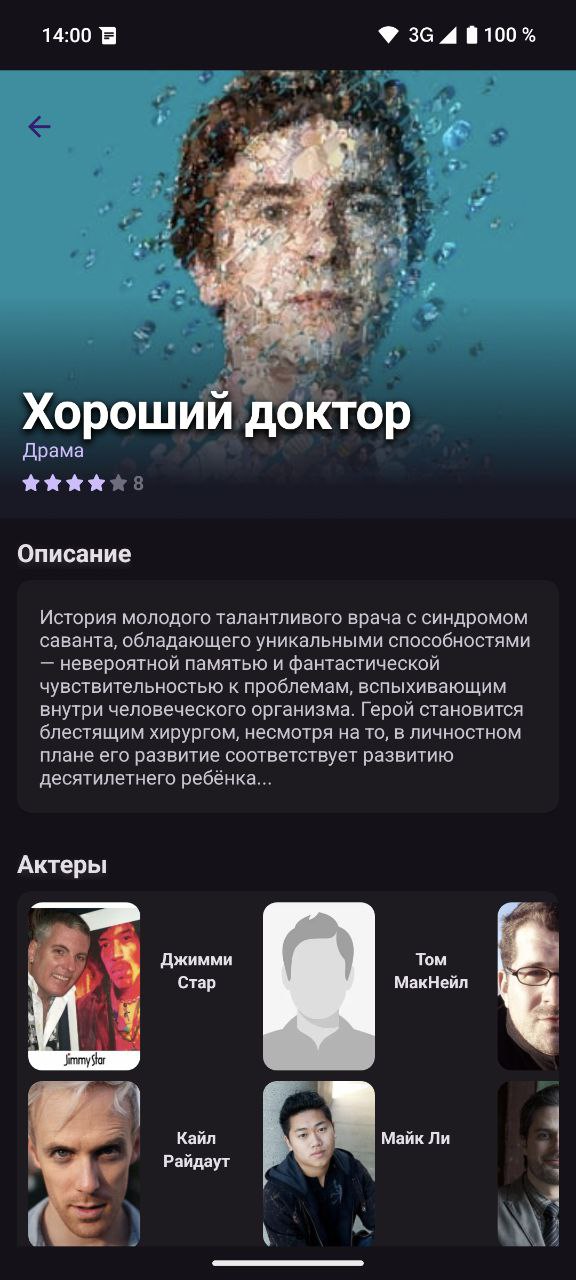 14:00 3G 100 %
Хороший доктор
Драма
8
Описание
История молодого талантливого врача с синдромом
саванта, обладающего уникальными способностями
— невероятной памятью и фантастической
чувствительностью к проблемам, вспыхивающим
внутри человеческого организма. Герой становится
блестящим хирургом, несмотря на то, в личностном
плане его развитие соответствует развитию
десятилетнего ребёнка...
Актеры
Джимми
Стар
Том
МакНейл
JimmyStar
Кайл
Райдаут
Майк Ли